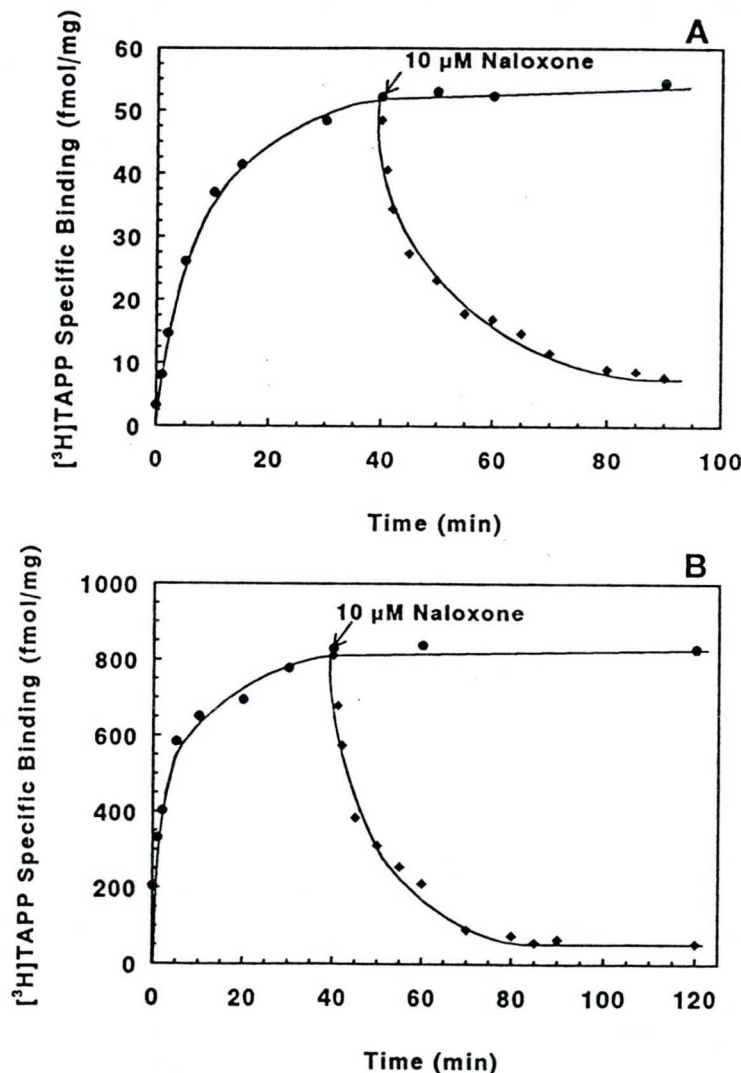 A
10 µM Naloxone
[³H]TAPP Specific Binding (fmol/mg)
60
50
40
30
20
10
0
0 20 40 60 80 100
Time (min)
B
10 µM Naloxone
[³H]TAPP Specific Binding (fmol/mg)
1000
800
600
400
200
0
0 20 40 60 80 100 120
Time (min)